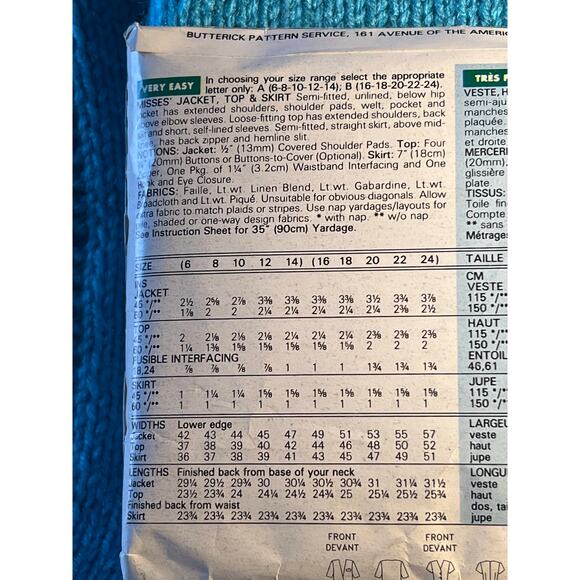 BUTTERICK PATTERN SERVICE, 161 AVENUE OF THE AMERI
VERY EASY
In choosing your size range select the appropriate
letter only: A (6-8-10-12-14); B (16-18-20-22-24).
MISSES' JACKET, TOP & SKIRT Semi-fitted, unlined, below hip
jacket has extended shoulders, shoulder pads, welt, pocket and
above elbow sleeves. Loose-fitting top has extended shoulders, back
and short, self-lined sleeves. Semi-fitted, straight skirt, above mid-
knee, has back zipper and hemline slit.
NOTIONS: Jacket: ½" (13mm) Covered Shoulder Pads. Top: Four
(20mm) Buttons or Buttons-to-Cover (Optional). Skirt: 7" (18cm)
Zipper, One Pkg. of 1¼" (3.2cm) Waistband Interfacing and One
Hook and Eye Closure.
FABRICS: Faille, Lt.wt. Linen Blend, Lt.wt. Gabardine, Lt.wt.
Broadcloth and Lt.wt. Piqué. Unsuitable for obvious diagonals. Allow
extra fabric to match plaids or stripes. Use nap yardages/layouts for
pile, shaded or one-way design fabrics. * with nap. ** w/o nap.
See Instruction Sheet for 35" (90cm) Yardage.
SIZE (6 8 10 12 14) (16 18 20 22 24)
INS
JACKET
45 */** 2½ 2⅝ 2⅞ 3⅜ 3⅜ 3⅜ 3⅜ 3½ 3¾ 3⅞
60 */** 1⅞ 2 2 2¼ 2¼ 2¼ 2¼ 2¼ 2⅜ 2½
TOP
45 */** 2 2⅛ 2⅛ 2¼ 2¼ 2¼ 2¼ 2⅜ 2⅜ 2⅜
60 */** 1¼ 1⅜ 1⅝ 1⅝ 1⅝ 1⅝ 1⅝ 2 2 2
FUSIBLE INTERFACING
18,24 ⅞ ⅞ ⅞ ⅞ 1 1 1 1¾ 1¾ 1¾
SKIRT
45 */** 1 1¼ 1¼ 1⅝ 1⅝ 1⅝ 1⅝ 1⅝ 1⅝ 1⅝
60 */** 1 1 1 1 1 1 1 1 1 1
WIDTHS Lower edge
Jacket 42 43 44 45 47 49 51 53 55 57
Top 37 38 39 40 42 44 46 48 50 52
Skirt 36 37 38 39 41 43 45 47 49 51
LENGTHS Finished back from base of your neck
Jacket 29¼ 29½ 29¾ 30 30¼ 30½ 30¾ 31 31¼ 31½
Top 23½ 23¾ 24 24¼ 24½ 24¾ 25 25¼ 25½ 25¾
Finished back from waist
Skirt 23¾ 23¾ 23¾ 23¾ 23¾ 23¾ 23¾ 23¾ 23¾ 23¾
FRONT
DEVANT
FRONT
DEVANT
TRÈS F
VESTE, H
semi-aju
manches
plaquée.
manches
et droite
MERCERI
(20mm),
glissière
plate.
TISSUS:
Toile fin
Compte
** sans
Métrages
TAILLE
CM
VESTE
115 */**
150 */**
HAUT
115 */**
150 */**
ENTOIL
46,61
JUPE
115 */**
150 */**
LARGEU
veste
haut
jupe
LONGU
veste
haut
dos, tai
jupe